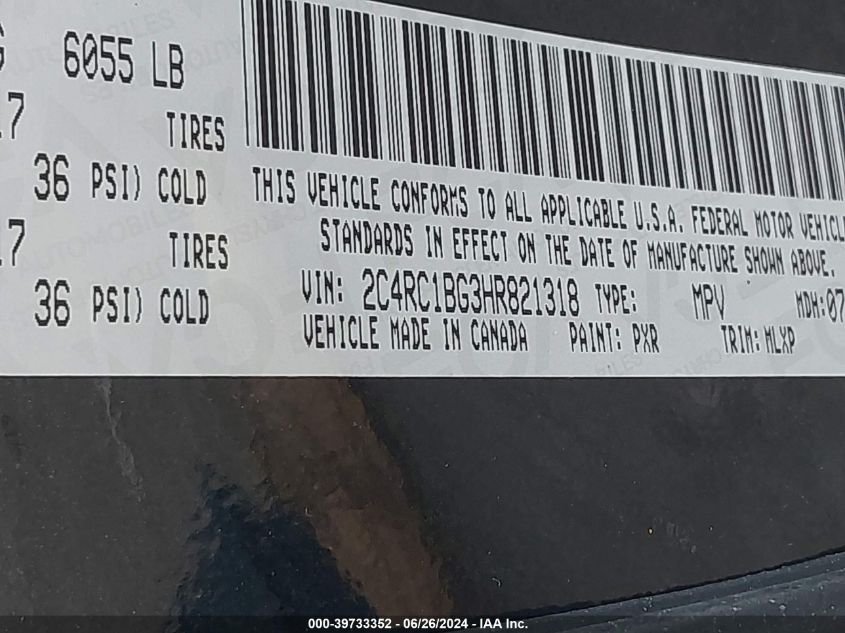 6055 LB
TIRES
36 PSI) COLD
TIRES
36 PSI) COLD
THIS VEHICLE CONFORMS TO ALL APPLICABLE U.S.A. FEDERAL MOTOR VEHICLE
STANDARDS IN EFFECT ON THE DATE OF MANUFACTURE SHOWN ABOVE.
VIN: 2C4RC1BG3HR821318 TYPE: MPV MDH:07
VEHICLE MADE IN CANADA PAINT: PXR TRIM: MLXP
000-39733352 / 06/26/2024 - IAA Inc.